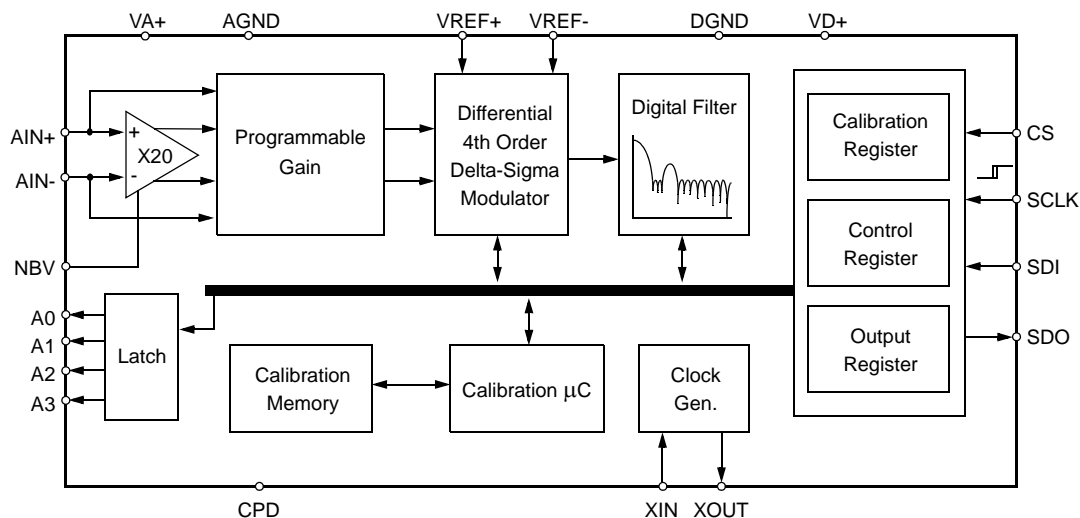 VA+ AGND VREF+ VREF- DGND VD+
AIN+
AIN-
NBV
+
X20
-
Programmable
Gain
Differential
4th Order
Delta-Sigma
Modulator
Digital Filter
Calibration
Register
Control
Register
Output
Register
CS
SCLK
SDI
SDO
A0
A1
A2
A3
Latch
Calibration
Memory
Calibration μC
Clock
Gen.
CPD XIN XOUT